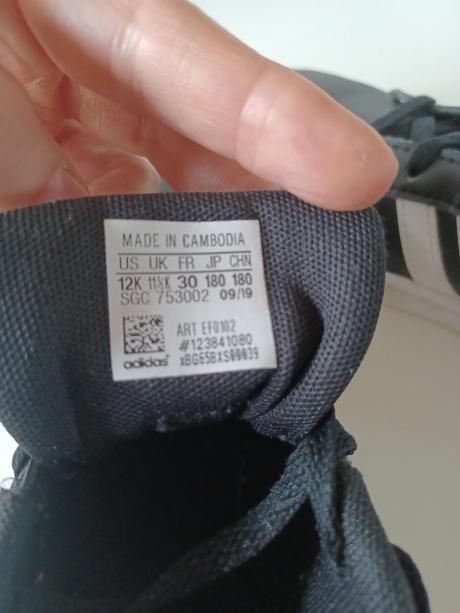 MADE IN CAMBODIA
US UK FR JP CHN
12K 11½K 30 180 180
SGC 753002 09/19
ART EF0102
#123841080
adidas xBG65BXS00039